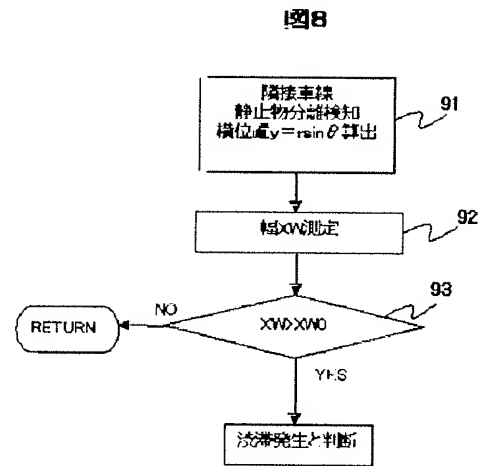 図8
隣接車線
静止物分離検知
横位置y=rsinθ算出
91
幅XW測定
92
93
XW>XW0
NO
RETURN
YES
渋滞発生と判断